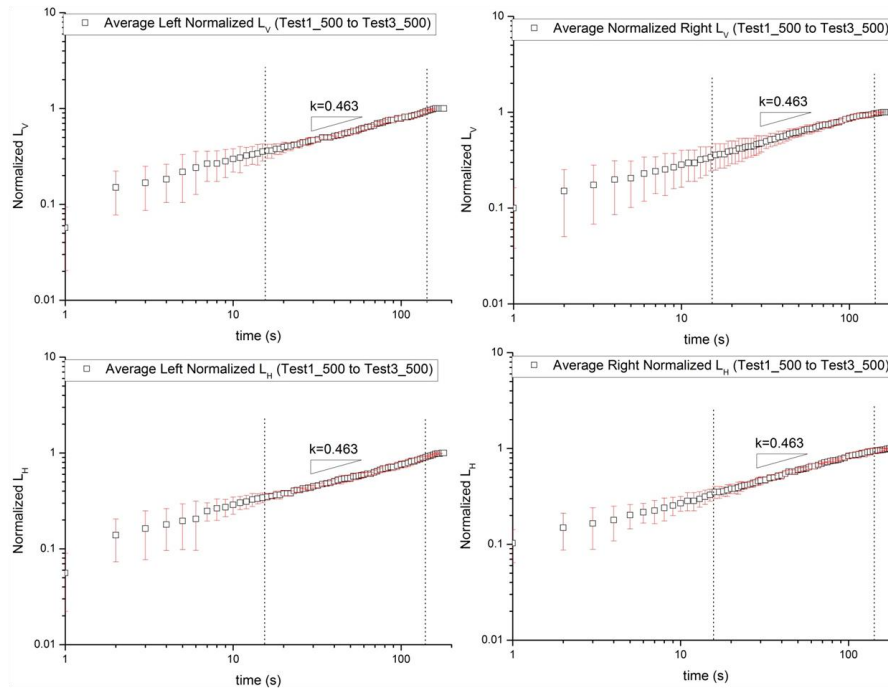 Average Left Normalized L_V (Test1_500 to Test3_500)
10
k=0.463
1
Normalized L_V
0.1
0.01
1
10
100
time (s)
Average Normalized Right L_V (Test1_500 to Test3_500)
10
k=0.463
1
Normalized L_V
0.1
0.01
1
10
100
time (s)
10
Average Left Normalized L_H (Test1_500 to Test3_500)
k=0.463
1
Normalized L_H
0.1
0.01
1
10
100
time (s)
10
Average Right Normalized L_H (Test1_500 to Test3_500)
k=0.463
1
Normalized L_H
0.1
0.01
1
10
100
time (s)